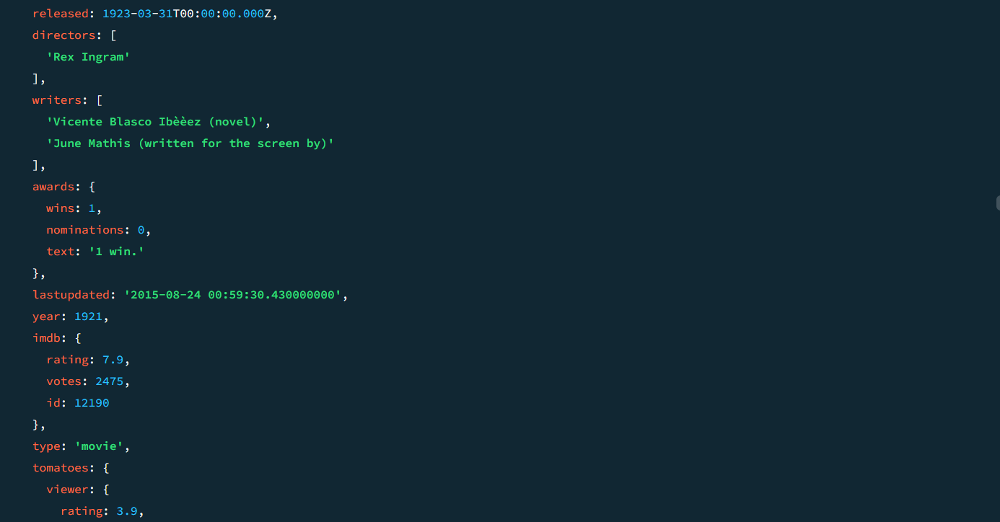 released: 1923-03-31T00:00:00.000Z,
directors: [
'Rex Ingram'
],
writers: [
'Vicente Blasco Ibèèez (novel)',
'June Mathis (written for the screen by)'
],
awards: {
wins: 1,
nominations: 0,
text: '1 win.'
},
lastupdated: '2015-08-24 00:59:30.430000000',
year: 1921,
imdb: {
rating: 7.9,
votes: 2475,
id: 12190
},
type: 'movie',
tomatoes: {
viewer: {
rating: 3.9,